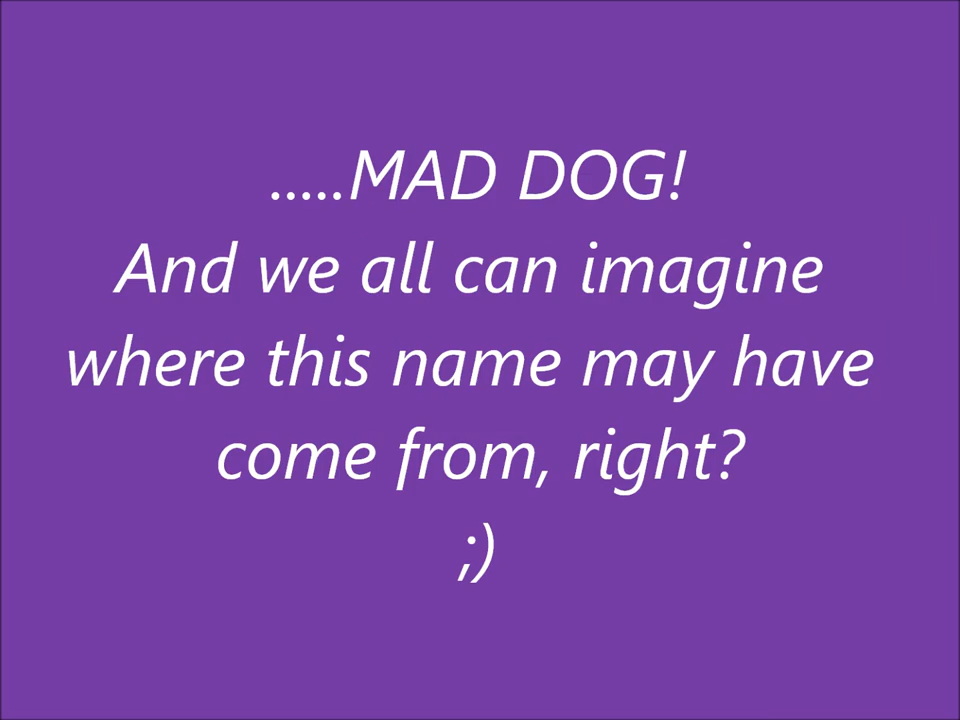 .....MAD DOG!
And we all can imagine
where this name may have
come from, right?
;)